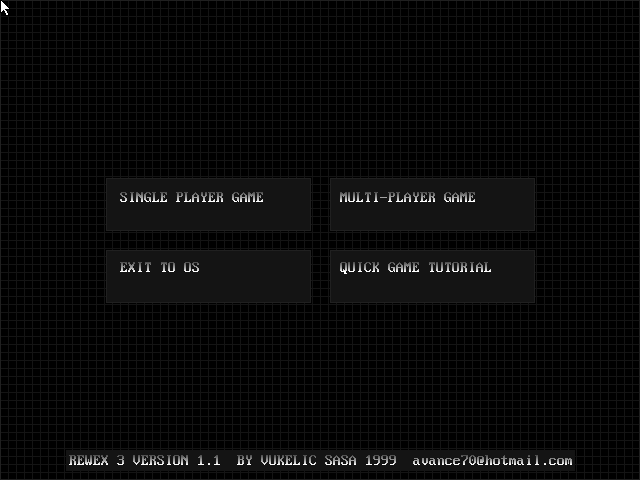 SINGLE PLAYER GAME
MULTI-PLAYER GAME
EXIT TO OS
QUICK GAME TUTORIAL
REWEX 3 VERSION 1.1 BY VUKELIC SASA 1999 avance70@hotmail.com